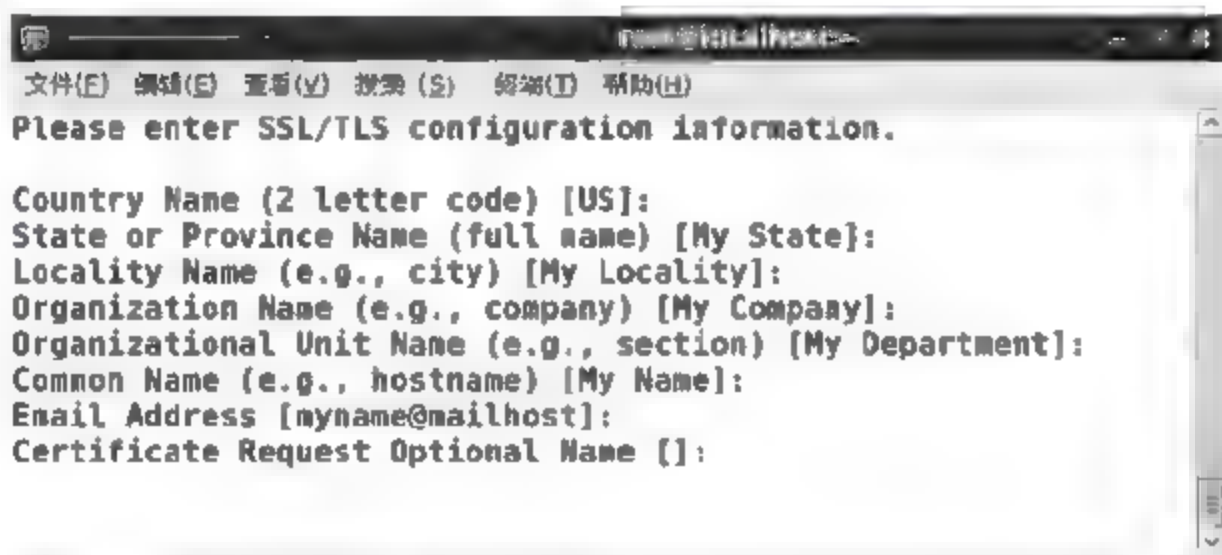 root@localhost:~
文件(F) 编辑(E) 查看(V) 搜索 (S) 终端(T) 帮助(H)
Please enter SSL/TLS configuration information.
Country Name (2 letter code) [US]:
State or Province Name (full name) [My State]:
Locality Name (e.g., city) [My Locality]:
Organization Name (e.g., company) [My Company]:
Organizational Unit Name (e.g., section) [My Department]:
Common Name (e.g., hostname) [My Name]:
Email Address [myname@mailhost]:
Certificate Request Optional Name []: